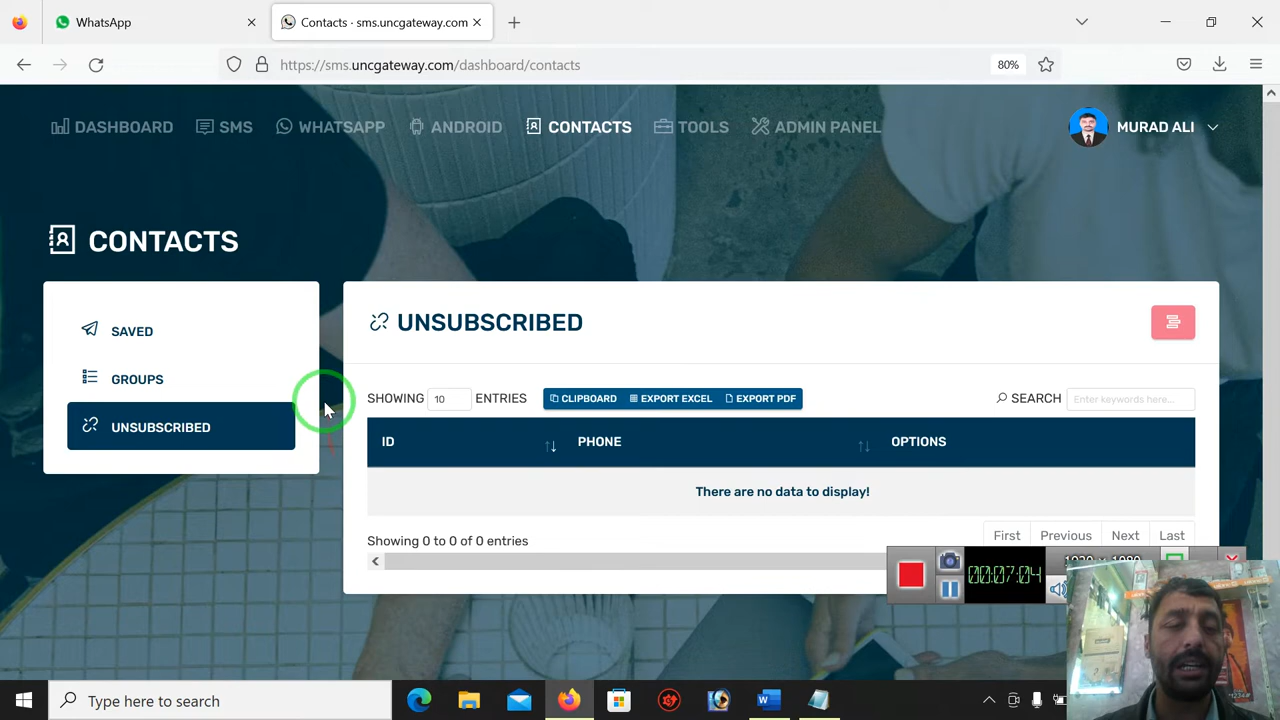 WhatsApp
Contacts · sms.uncgateway.com
https://sms.uncgateway.com/dashboard/contacts
80%
DASHBOARD
SMS
WHATSAPP
ANDROID
CONTACTS
TOOLS
ADMIN PANEL
MURAD ALI
CONTACTS
SAVED
GROUPS
UNSUBSCRIBED
UNSUBSCRIBED
SHOWING 10 ENTRIES
CLIPBOARD
EXPORT EXCEL
EXPORT PDF
SEARCH
Enter keywords here...
ID
PHONE
OPTIONS
There are no data to display!
Showing 0 to 0 of 0 entries
First
Previous
Next
Last
00:07:04
Type here to search